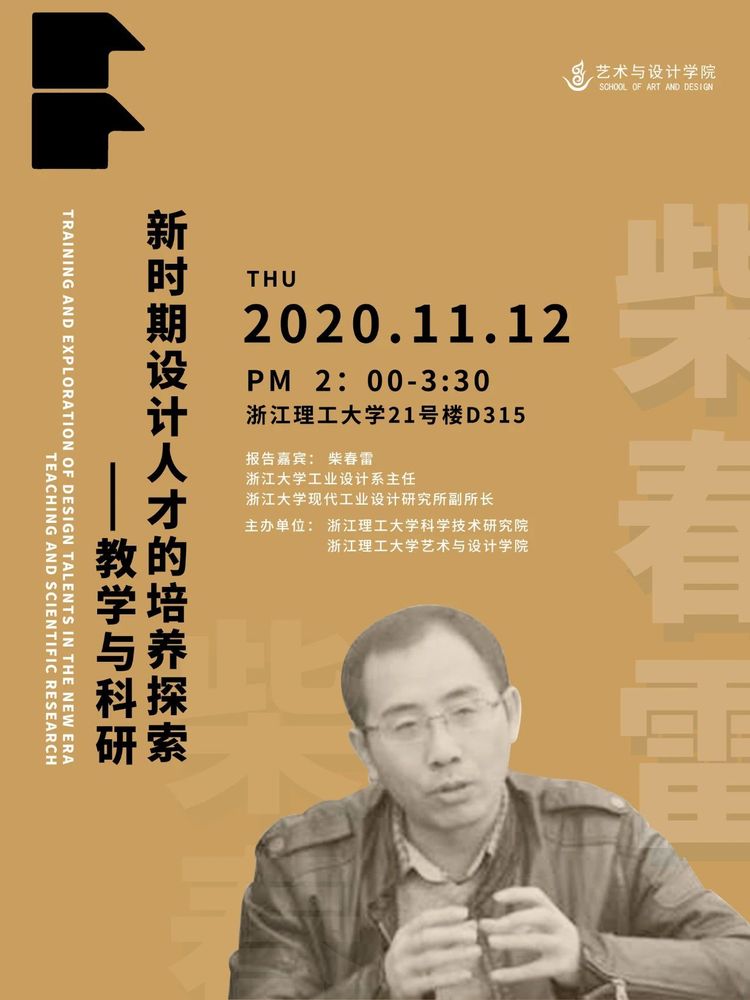 艺术与设计学院
SCHOOL OF ART AND DESIGN
新时期设计人才的培养探索
——教学与科研
TRAINING AND EXPLORATION OF DESIGN TALENTS IN THE NEW ERA
TEACHING AND SCIENTIFIC RESEARCH
THU
2020.11.12
PM 2：00-3:30
浙江理工大学21号楼D315
报告嘉宾： 柴春雷
浙江大学工业设计系主任
浙江大学现代工业设计研究所副所长
主办单位： 浙江理工大学科学技术研究院
浙江理工大学艺术与设计学院
柴春雷
柴春